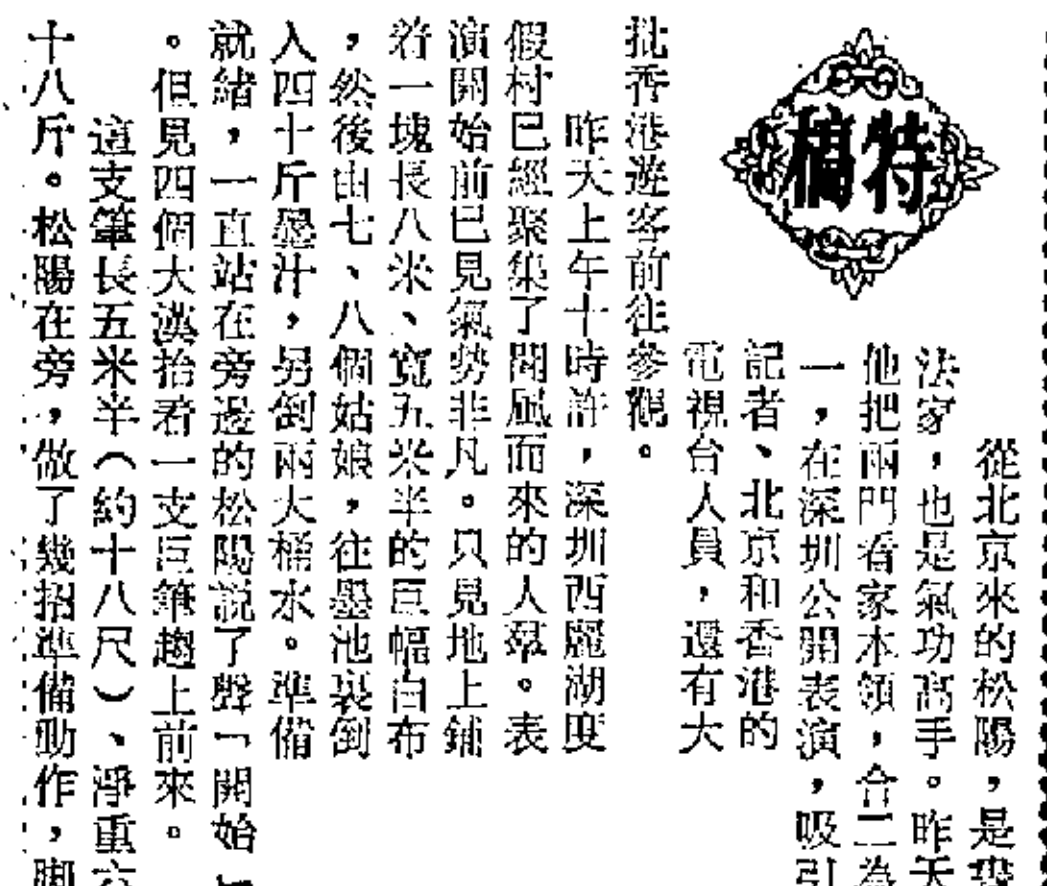 特稿
從北京來的松陽,是
法家,也是氣功高手。昨天
他把兩門看家本領,合二為
一,在深圳公開表演,吸引
記者、北京和香港的
電視台人員,還有大
批香港遊客前往參觀。
昨天上午十時許,深圳西麗湖度
假村已經聚集了聞風而來的人羣。表
演開始前已見氣勢非凡。只見地上鋪
着一塊長八米、寬五米半的巨幅白布
,然後由七、八個姑娘,往墨池裏倒
入四十斤墨汁,另倒兩大桶水。準備
就緒,一直站在旁邊的松陽說了聲「開始
。但見四個大漢抬着一支巨筆趨上前來。
這支筆長五米半(約十八尺)、淨重六
十八斤。松陽在旁,做了幾招準備動作,脚